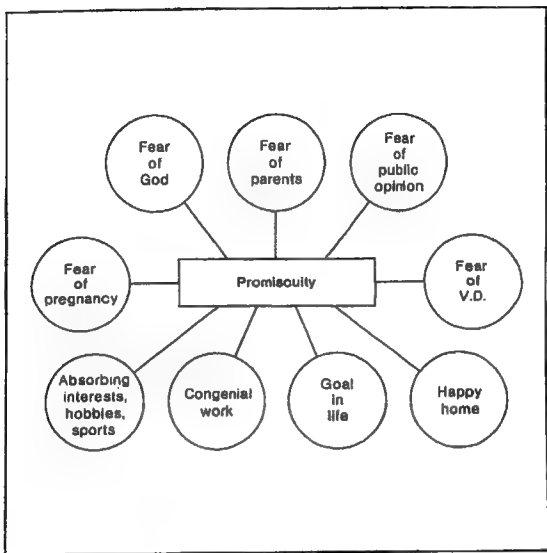 Fear
of
God
Fear
of
parents
Fear
of
public
opinion
Fear
of
pregnancy
Promiscuity
Fear
of
V.D.
Absorbing
interests,
hobbies,
sports
Congenial
work
Goal
in
life
Happy
home